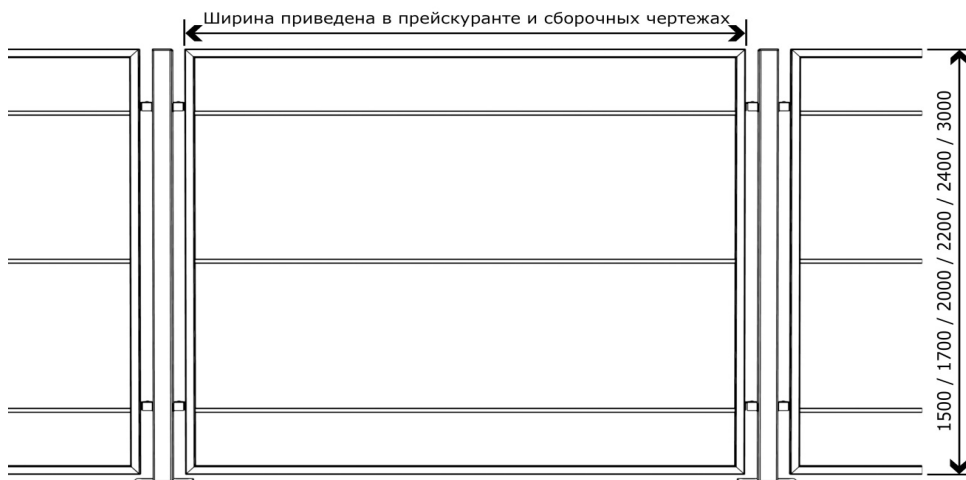 Ширина приведена в прейскуранте и сборочных чертежах
1500 / 1700 / 2000 / 2200 / 2400 / 3000